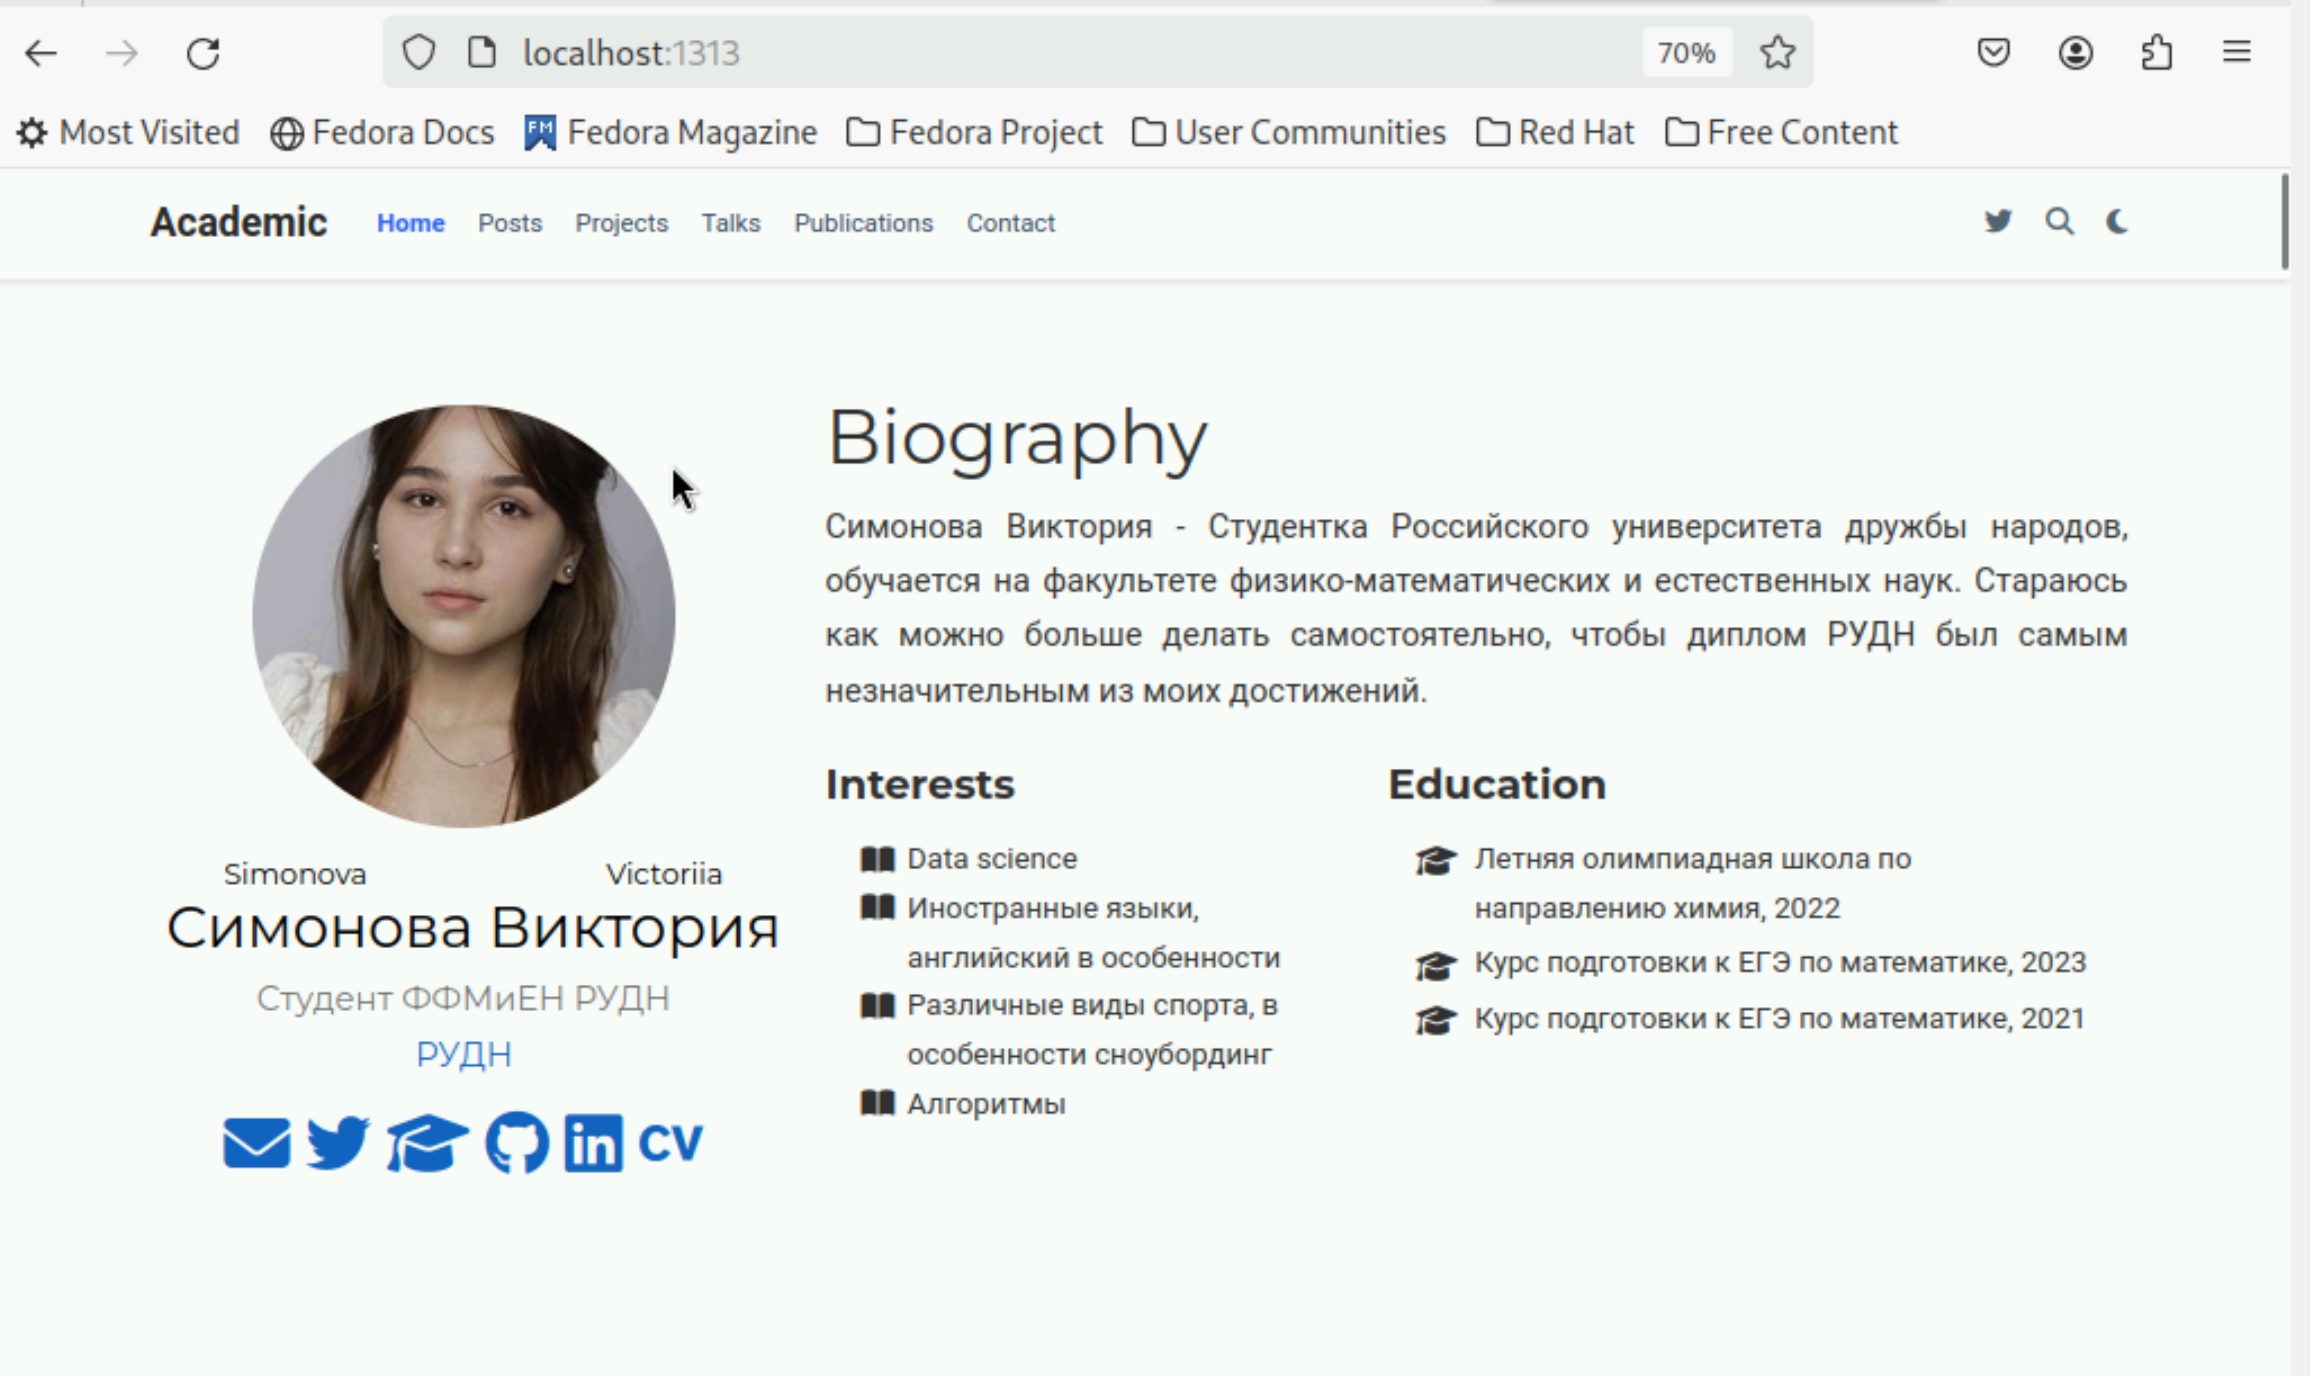 localhost:1313 70%
Most Visited Fedora Docs Fedora Magazine Fedora Project User Communities Red Hat Free Content
Academic Home Posts Projects Talks Publications Contact
Biography
Симонова Виктория - Студентка Российского университета дружбы народов,
обучается на факультете физико-математических и естественных наук. Стараюсь
как можно больше делать самостоятельно, чтобы диплом РУДН был самым
незначительным из моих достижений.
Simonova Victoriia
Симонова Виктория
Студент ФФМиЕН РУДН
РУДН
CV
Interests
Data science
Иностранные языки,
английский в особенности
Различные виды спорта, в
особенности сноубординг
Алгоритмы
Education
Летняя олимпиадная школа по
направлению химия, 2022
Курс подготовки к ЕГЭ по математике, 2023
Курс подготовки к ЕГЭ по математике, 2021